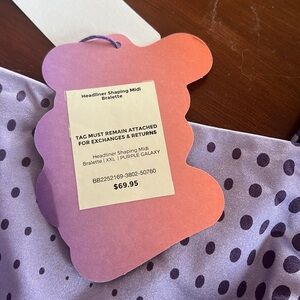 Headliner Shaping Midi
Bralette
TAG MUST REMAIN ATTACHED
FOR EXCHANGES & RETURNS
Headliner Shaping Midi
Bralette | XXL | PURPLE GALAXY
BB2252169-3802-50760
$69.95